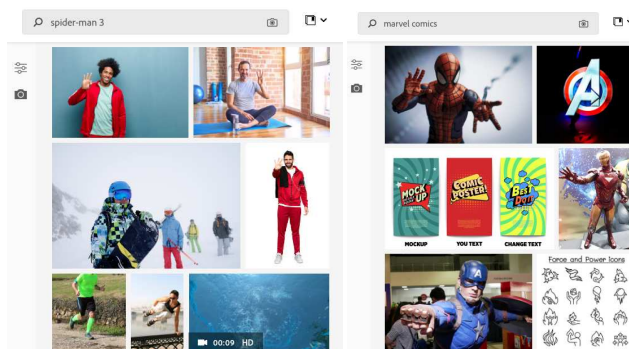 spider-man 3
00:09 HD
marvel comics
MOCK UP
COMIC POSTER!
BEST Day!
MOCKUP
YOU TEXT
CHANGE TEXT
Force and Power Icons